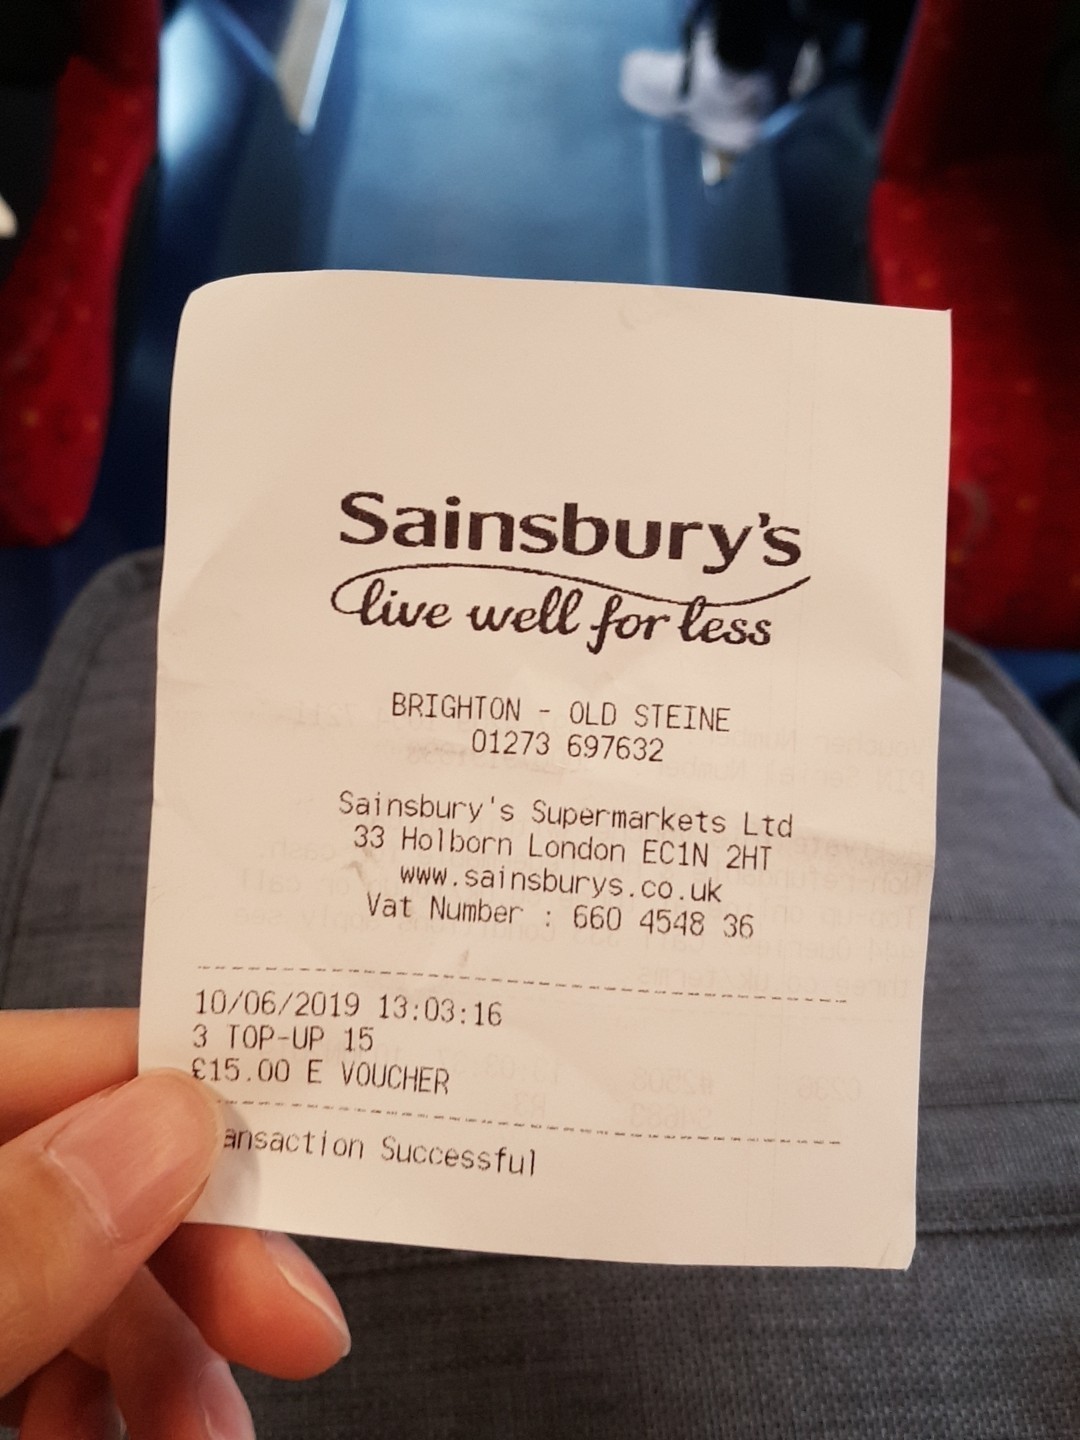 Sainsbury's
live well for less
BRIGHTON - OLD STEINE
01273 697632
Sainsbury's Supermarkets Ltd
33 Holborn London EC1N 2HT
www.sainsburys.co.uk
Vat Number : 660 4548 36
10/06/2019 13:03:16
3 TOP-UP 15
£15.00 E VOUCHER
ansaction Successful